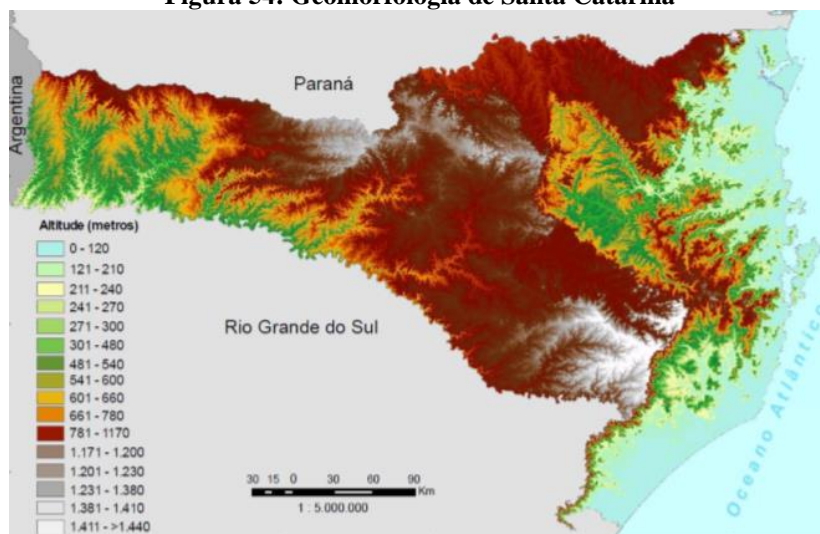 Figura 54: Geomorfologia de Santa Catarina
Paraná
Argentina
Altitude (metros)
0 - 120
121 - 210
211 - 240
241 - 270
271 - 300
301 - 480
481 - 540
541 - 600
601 - 660
661 - 780
781 - 1170
1.171 - 1.200
1.201 - 1.230
1.231 - 1.380
1.381 - 1.410
1.411 - >1.440
Rio Grande do Sul
30 15 0 30 60 90
Km
1 : 5.000.000
Oceano Atlântico